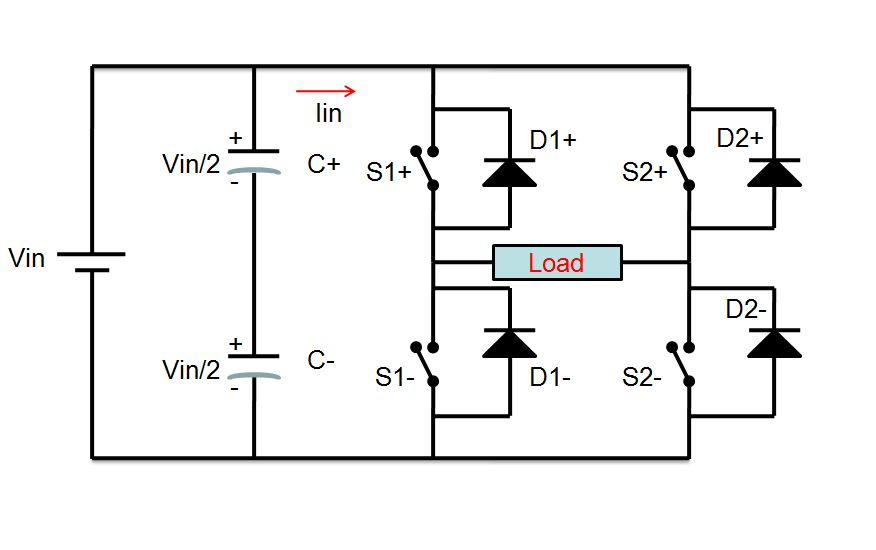 Iin
D1+
D2+
+
Vin/2
-
C+
S1+
S2+
Vin
Load
D2-
+
Vin/2
-
C-
S1-
D1-
S2-